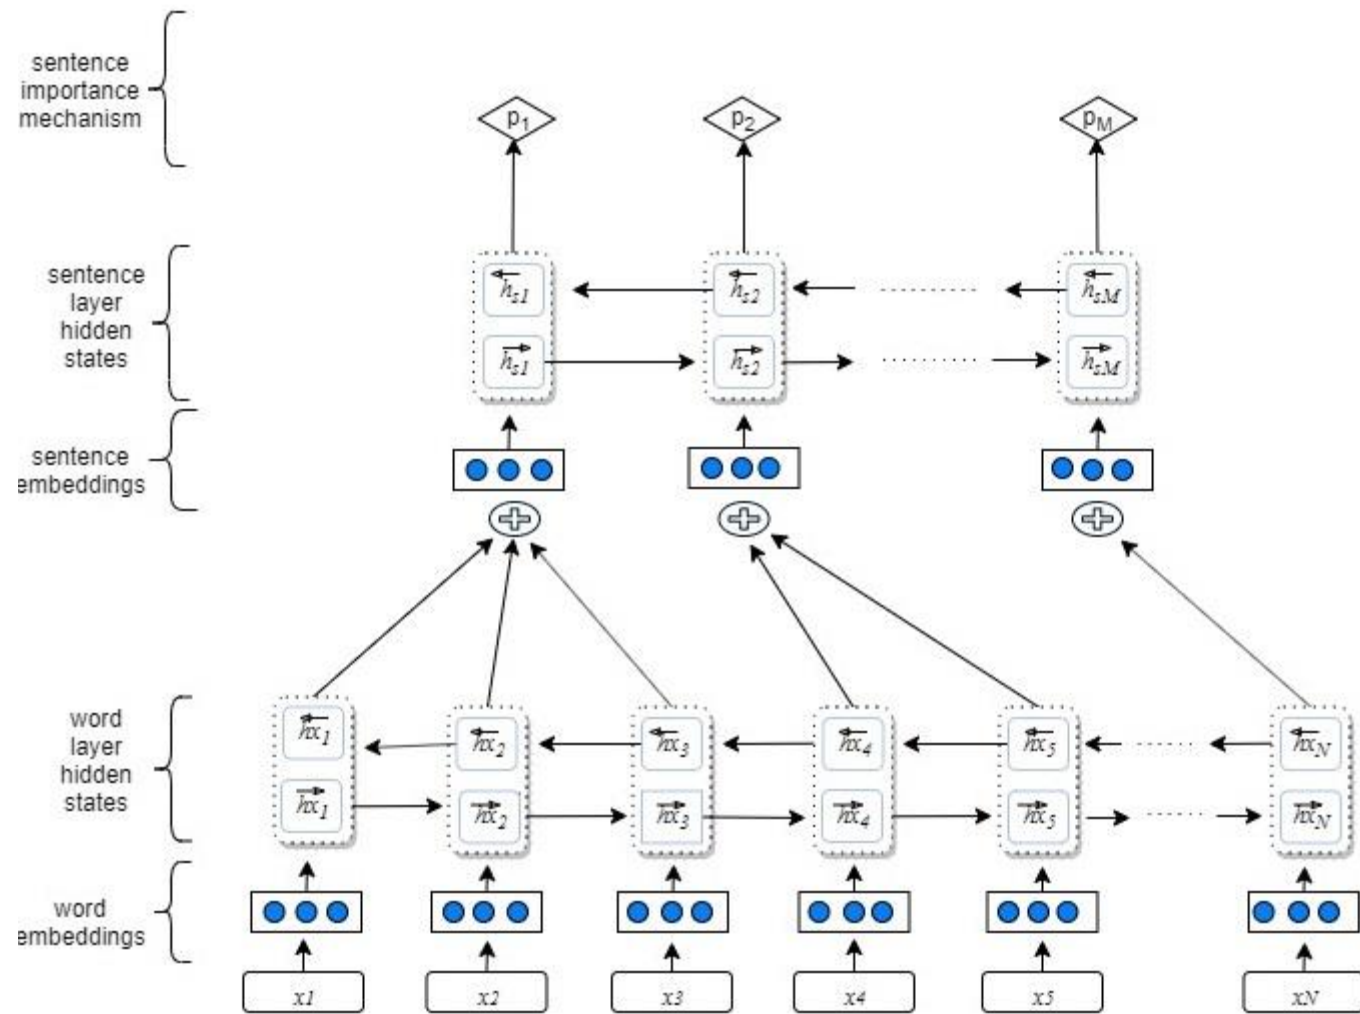 sentence
importance
mechanism
p1 p2 pM
sentence
layer
hidden
states
hs1 hs2 hsM
hs1 hs2 hsM
sentence
embeddings
word
layer
hidden
states
hx1 hx2 hx3 hx4 hx5 hxN
hx1 hx2 hx3 hx4 hx5 hxN
word
embeddings
x1 x2 x3 x4 x5 xN